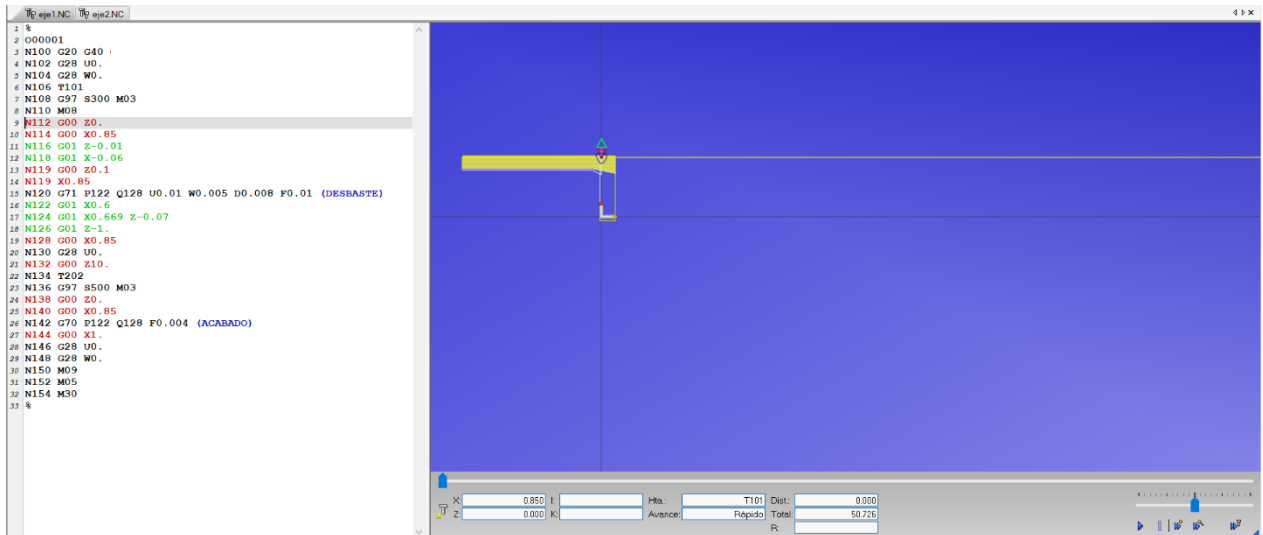 eje1.NC eje2.NC
1 %
2 O00001
3 N100 G20 G40 (
4 N102 G28 U0.
5 N104 G28 W0.
6 N106 T101
7 N108 G97 S300 M03
8 N110 M08
9 N112 G00 Z0.
10 N114 G00 X0.85
11 N116 G01 Z-0.01
12 N118 G01 X-0.06
13 N119 G00 Z0.1
14 N119 X0.85
15 N120 G71 P122 Q128 U0.01 W0.005 D0.008 F0.01 (DESBASTE)
16 N122 G01 X0.6
17 N124 G01 X0.669 Z-0.07
18 N126 G01 Z-1.
19 N128 G00 X0.85
20 N130 G28 U0.
21 N132 G00 Z10.
22 N134 T202
23 N136 G97 S500 M03
24 N138 G00 Z0.
25 N140 G00 X0.85
26 N142 G70 P122 Q128 F0.004 (ACABADO)
27 N144 G00 X1.
28 N146 G28 U0.
29 N148 G28 W0.
30 N150 M09
31 N152 M05
32 N154 M30
33 %
X: 0.850 I: Hta.: T101 Dist.: 0.000
Z: 0.000 K: Avance: Rápido Total: 50.726
R: